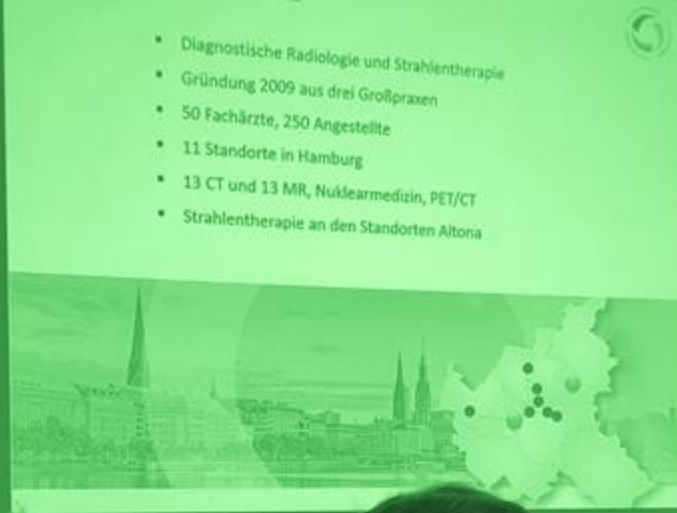 Diagnostische Radiologie und Strahlentherapie
Gründung 2009 aus drei Großpraxen
50 Fachärzte, 250 Angestellte
11 Standorte in Hamburg
13 CT und 13 MR, Nuklearmedizin, PET/CT
Strahlentherapie an den Standorten Altona